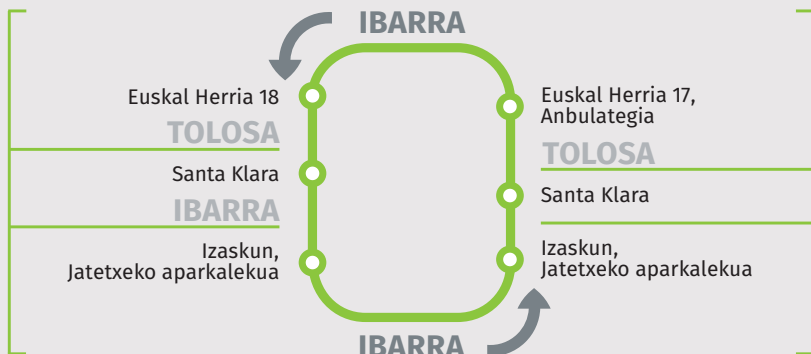 IBARRA
Euskal Herria 18
TOLOSA
Santa Klara
IBARRA
Izaskun,
Jatetxeko aparkalekua
Euskal Herria 17,
Anbulategia
TOLOSA
Santa Klara
Izaskun,
Jatetxeko aparkalekua
IBARRA